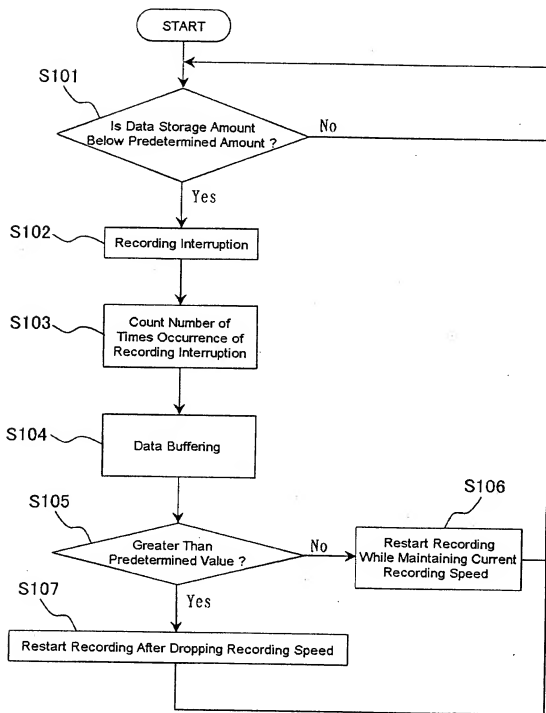 START
S101
Is Data Storage Amount
Below Predetermined Amount ?
No
Yes
S102
Recording Interruption
S103
Count Number of
Times Occurrence of
Recording Interruption
S104
Data Buffering
S105
Greater Than
Predetermined Value ?
No
S106
Restart Recording
While Maintaining Current
Recording Speed
Yes
S107
Restart Recording After Dropping Recording Speed